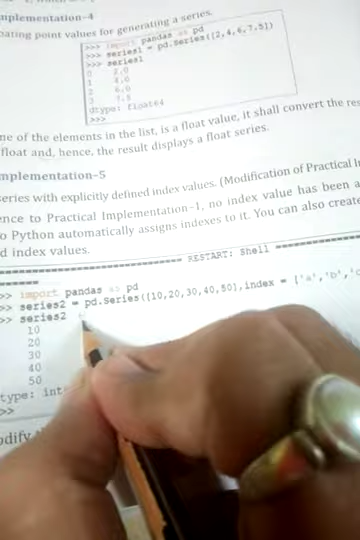 mplementation-4
ating point values for generating a series.
>>> import pandas as pd
>>> series1 = pd.Series([2,4,6,7.5])
>>> series1
0 2.0
1 4.0
2 6.0
3 7.5
dtype: float64
>>>
ne of the elements in the list, is a float value, it shall convert the res
float and, hence, the result displays a float series.
mplementation-5
series with explicitly defined index values. (Modification of Practical I
ence to Practical Implementation-1, no index value has been a
o Python automatically assigns indexes to it. You can also create
d index values.
RESTART: Shell
>> import pandas as pd
>> series2 = pd.Series([10,20,30,40,50],index = ['a','b','c
>> series2
10
20
30
40
50
type: int
>>
odify